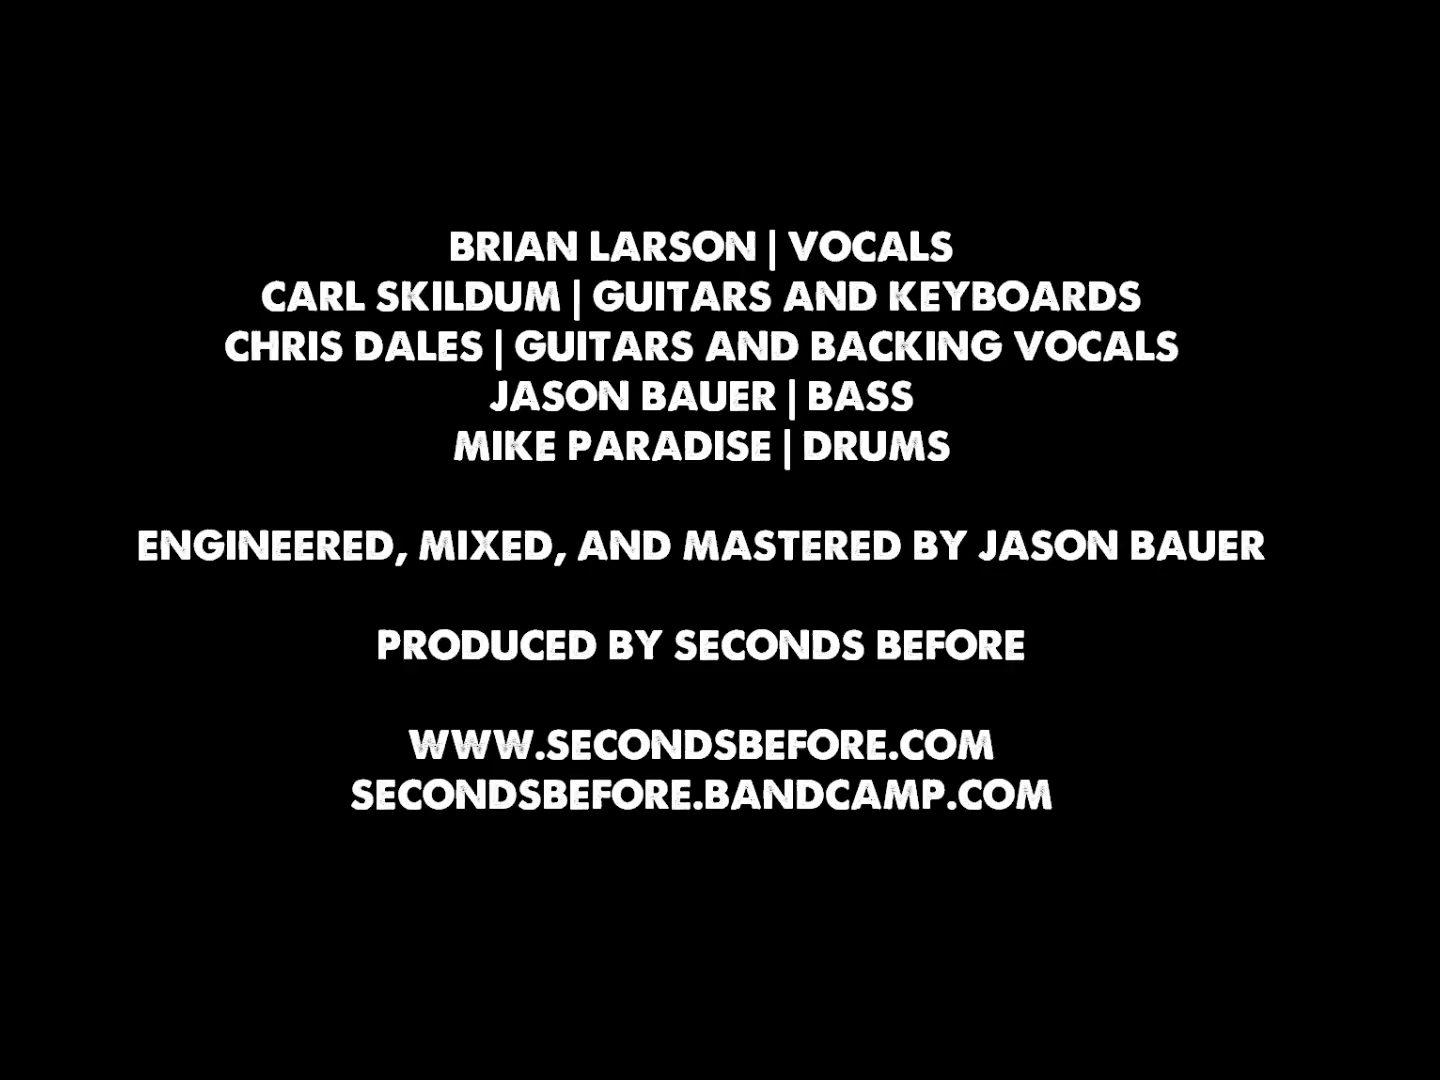 BRIAN LARSON | VOCALS
CARL SKILDUM | GUITARS AND KEYBOARDS
CHRIS DALES | GUITARS AND BACKING VOCALS
JASON BAUER | BASS
MIKE PARADISE | DRUMS
ENGINEERED, MIXED, AND MASTERED BY JASON BAUER
PRODUCED BY SECONDS BEFORE
WWW.SECONDSBEFORE.COM
SECONDSBEFORE.BANDCAMP.COM